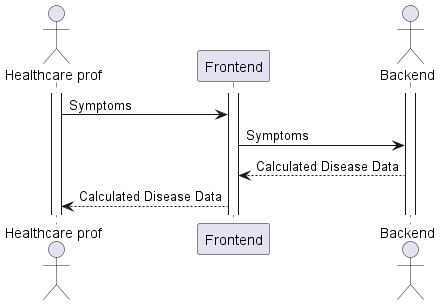 Healthcare prof
Frontend
Backend
Symptoms
Symptoms
Calculated Disease Data
Calculated Disease Data
Healthcare prof
Frontend
Backend